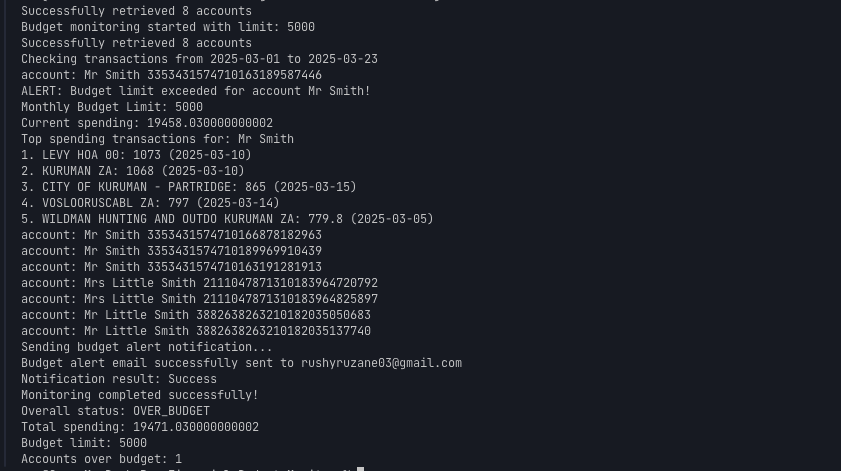 Successfully retrieved 8 accounts
Budget monitoring started with limit: 5000
Successfully retrieved 8 accounts
Checking transactions from 2025-03-01 to 2025-03-23
account: Mr Smith 3353431574710163189587446
ALERT: Budget limit exceeded for account Mr Smith!
Monthly Budget Limit: 5000
Current spending: 19458.030000000002
Top spending transactions for: Mr Smith
1. LEVY HOA 00: 1073 (2025-03-10)
2. KURUMAN ZA: 1068 (2025-03-10)
3. CITY OF KURUMAN - PARTRIDGE: 865 (2025-03-15)
4. VOSLOORUSCABL ZA: 797 (2025-03-14)
5. WILDMAN HUNTING AND OUTDO KURUMAN ZA: 779.8 (2025-03-05)
account: Mr Smith 3353431574710166878182963
account: Mr Smith 3353431574710189969910439
account: Mr Smith 3353431574710163191281913
account: Mrs Little Smith 2111047871310183964720792
account: Mrs Little Smith 2111047871310183964825897
account: Mr Little Smith 3882638263210182035050683
account: Mr Little Smith 3882638263210182035137740
Sending budget alert notification...
Budget alert email successfully sent to rushyruzane03@gmail.com
Notification result: Success
Monitoring completed successfully!
Overall status: OVER_BUDGET
Total spending: 19471.030000000002
Budget limit: 5000
Accounts over budget: 1